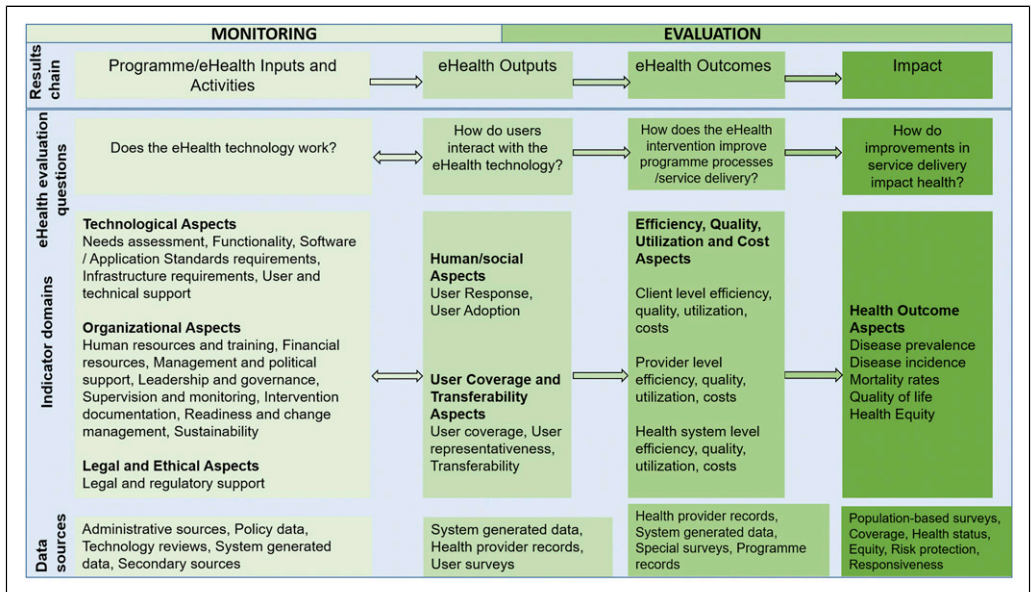 MONITORING
EVALUATION
Results
chain
Programme/eHealth Inputs and
Activities
eHealth Outputs
eHealth Outcomes
Impact
eHealth evaluation
questions
Does the eHealth technology work?
How do users
interact with the
eHealth technology?
How does the eHealth
intervention improve
programme processes
/service delivery?
How do
improvements in
service delivery
impact health?
Indicator domains
Technological Aspects
Needs assessment, Functionality, Software
/ Application Standards requirements,
Infrastructure requirements, User and
technical support
Organizational Aspects
Human resources and training, Financial
resources, Management and political
support, Leadership and governance,
Supervision and monitoring, Intervention
documentation, Readiness and change
management, Sustainability
Legal and Ethical Aspects
Legal and regulatory support
Human/social
Aspects
User Response,
User Adoption
User Coverage and
Transferability
Aspects
User coverage, User
representativeness,
Transferability
Efficiency, Quality,
Utilization and Cost
Aspects
Client level efficiency,
quality, utilization,
costs
Provider level
efficiency, quality,
utilization, costs
Health system level
efficiency, quality,
utilization, costs
Health Outcome
Aspects
Disease prevalence
Disease incidence
Mortality rates
Quality of life
Health Equity
Data
sources
Administrative sources, Policy data,
Technology reviews, System generated
data, Secondary sources
System generated data,
Health provider records,
User surveys
Health provider records,
System generated data,
Special surveys, Programme
records
Population-based surveys,
Coverage, Health status,
Equity, Risk protection,
Responsiveness